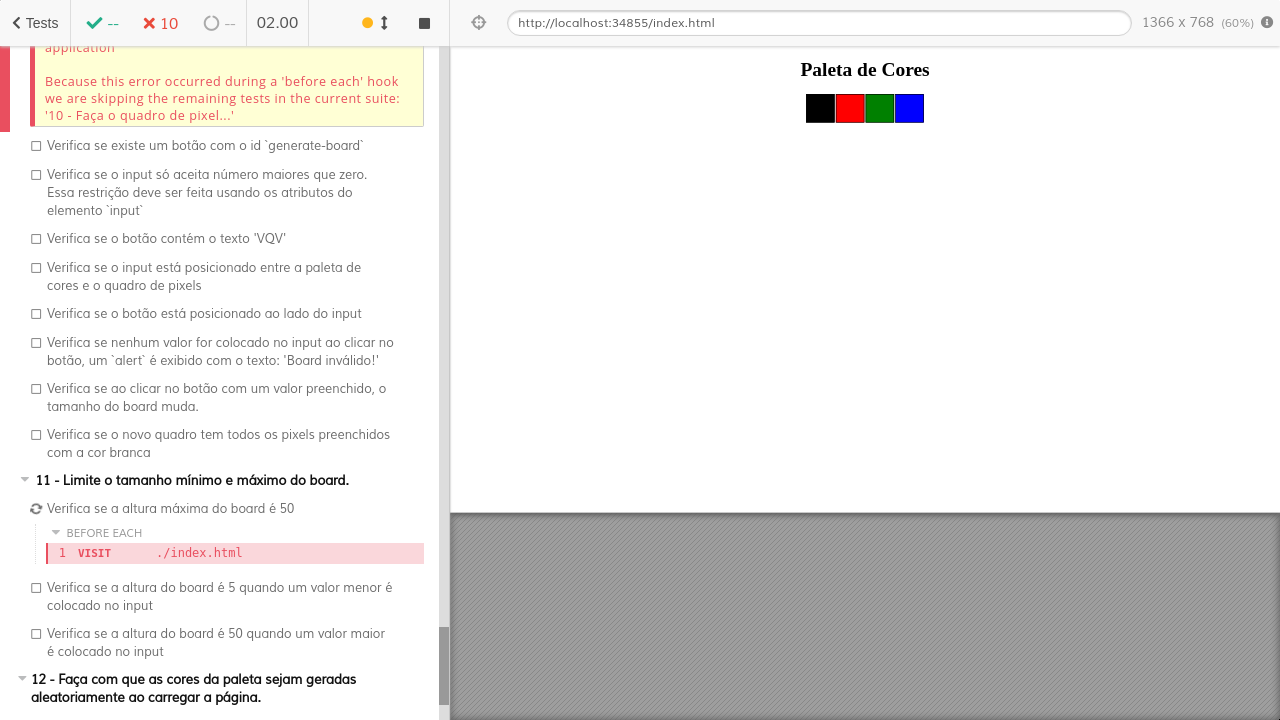 Tests
--
10
--
02.00
http://localhost:34855/index.html
1366 x 768 (60%)
application
Because this error occurred during a 'before each' hook
we are skipping the remaining tests in the current suite:
'10 - Faça o quadro de pixel...'
Verifica se existe um botão com o id `generate-board`
Verifica se o input só aceita número maiores que zero.
Essa restrição deve ser feita usando os atributos do
elemento `input`
Verifica se o botão contém o texto 'VQV'
Verifica se o input está posicionado entre a paleta de
cores e o quadro de pixels
Verifica se o botão está posicionado ao lado do input
Verifica se nenhum valor for colocado no input ao clicar no
botão, um `alert` é exibido com o texto: 'Board inválido!'
Verifica se ao clicar no botão com um valor preenchido, o
tamanho do board muda.
Verifica se o novo quadro tem todos os pixels preenchidos
com a cor branca
11 - Limite o tamanho mínimo e máximo do board.
Verifica se a altura máxima do board é 50
BEFORE EACH
1 VISIT ./index.html
Verifica se a altura do board é 5 quando um valor menor é
colocado no input
Verifica se a altura do board é 50 quando um valor maior
é colocado no input
12 - Faça com que as cores da paleta sejam geradas
aleatoriamente ao carregar a página.
Paleta de Cores